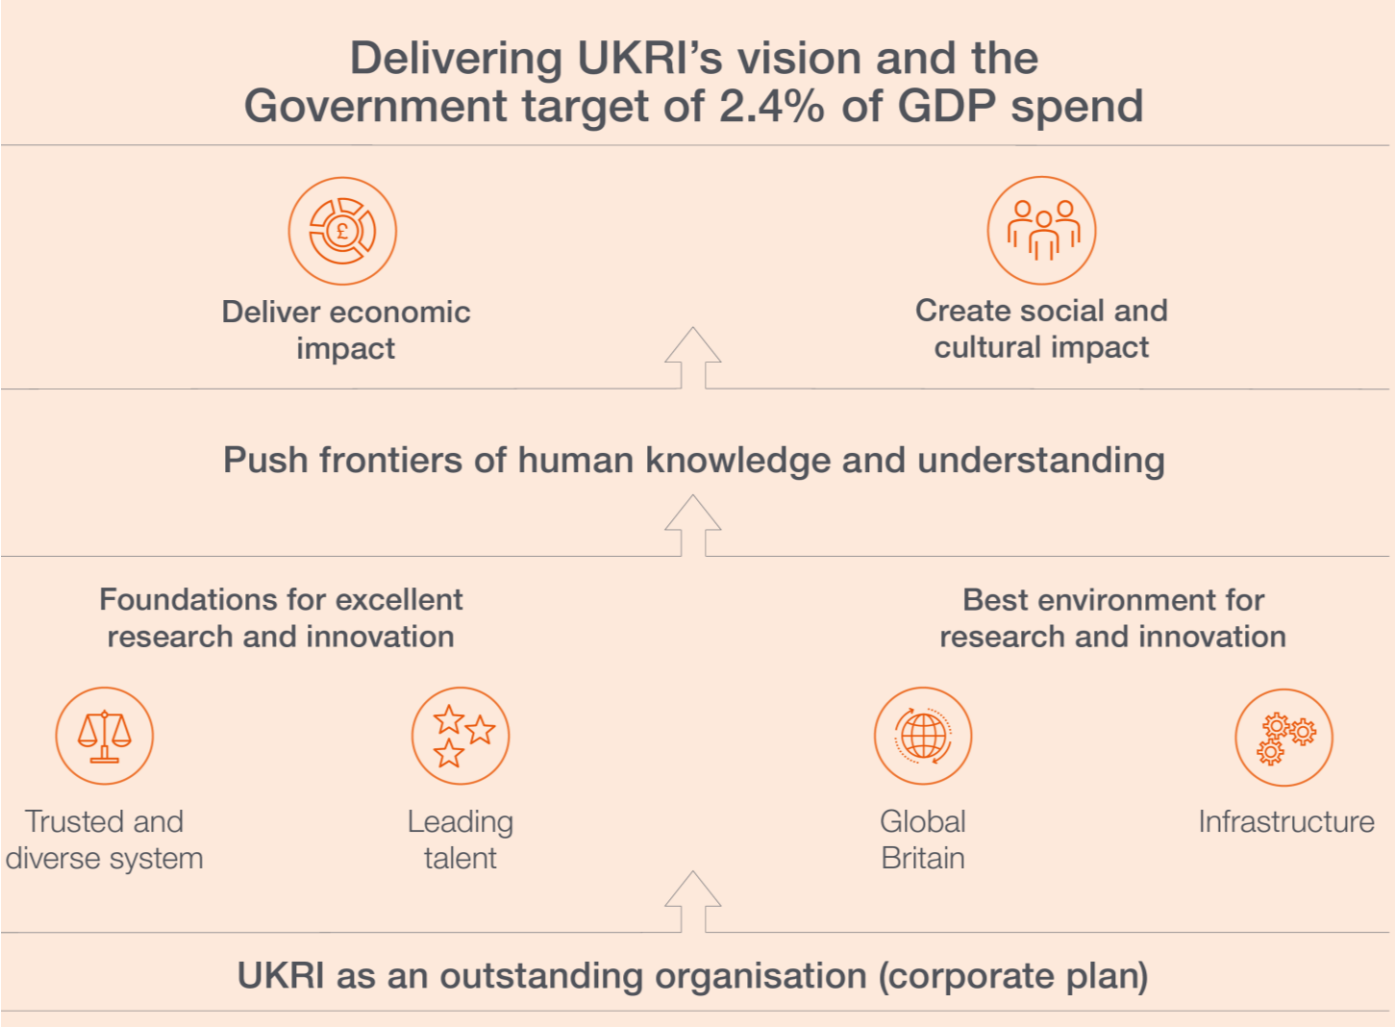 Delivering UKRI’s vision and the
Government target of 2.4% of GDP spend
£
Deliver economic
impact
Create social and
cultural impact
Push frontiers of human knowledge and understanding
Foundations for excellent
research and innovation
Best environment for
research and innovation
Trusted and
diverse system
Leading
talent
Global
Britain
Infrastructure
UKRI as an outstanding organisation (corporate plan)